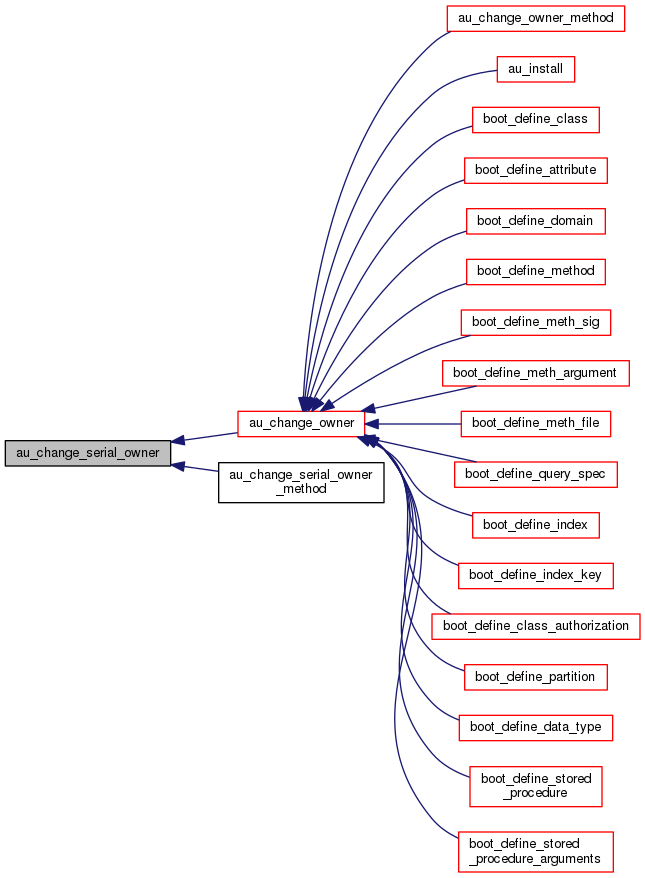 au_change_owner_method
au_install
boot_define_class
boot_define_attribute
boot_define_domain
boot_define_method
boot_define_meth_sig
boot_define_meth_argument
au_change_owner
boot_define_meth_file
au_change_serial_owner
boot_define_query_spec
au_change_serial_owner
_method
boot_define_index
boot_define_index_key
boot_define_class_authorization
boot_define_partition
boot_define_data_type
boot_define_stored
_procedure
boot_define_stored
_procedure_arguments